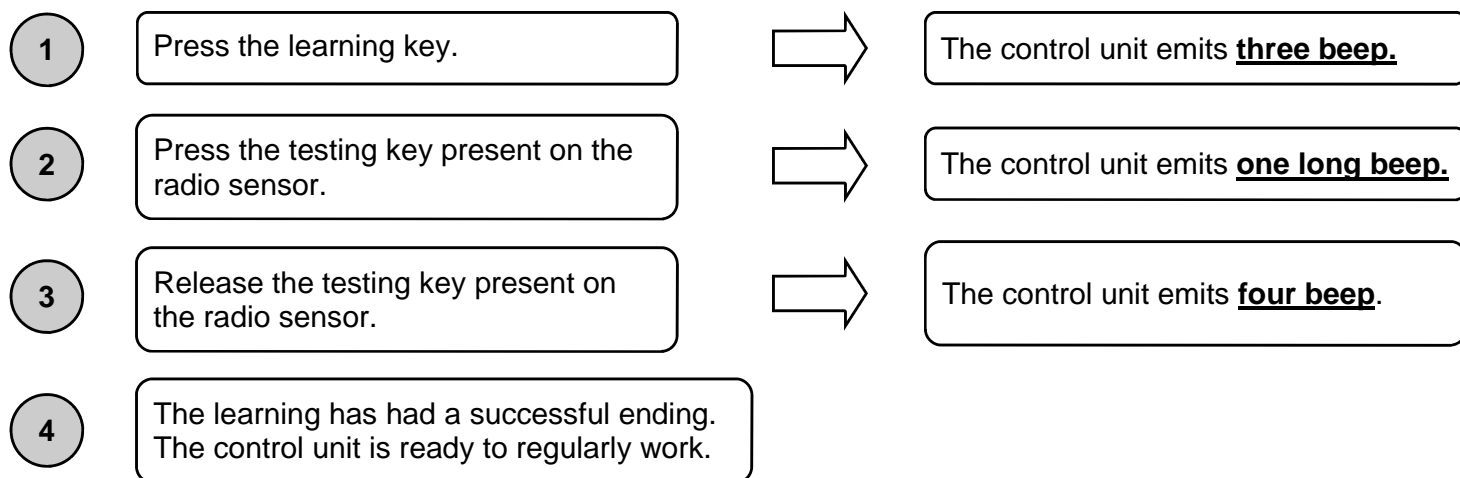 1
Press the learning key.
The control unit emits three beep.
2
Press the testing key present on the
radio sensor.
The control unit emits one long beep.
3
Release the testing key present on
the radio sensor.
The control unit emits four beep.
4
The learning has had a successful ending.
The control unit is ready to regularly work.